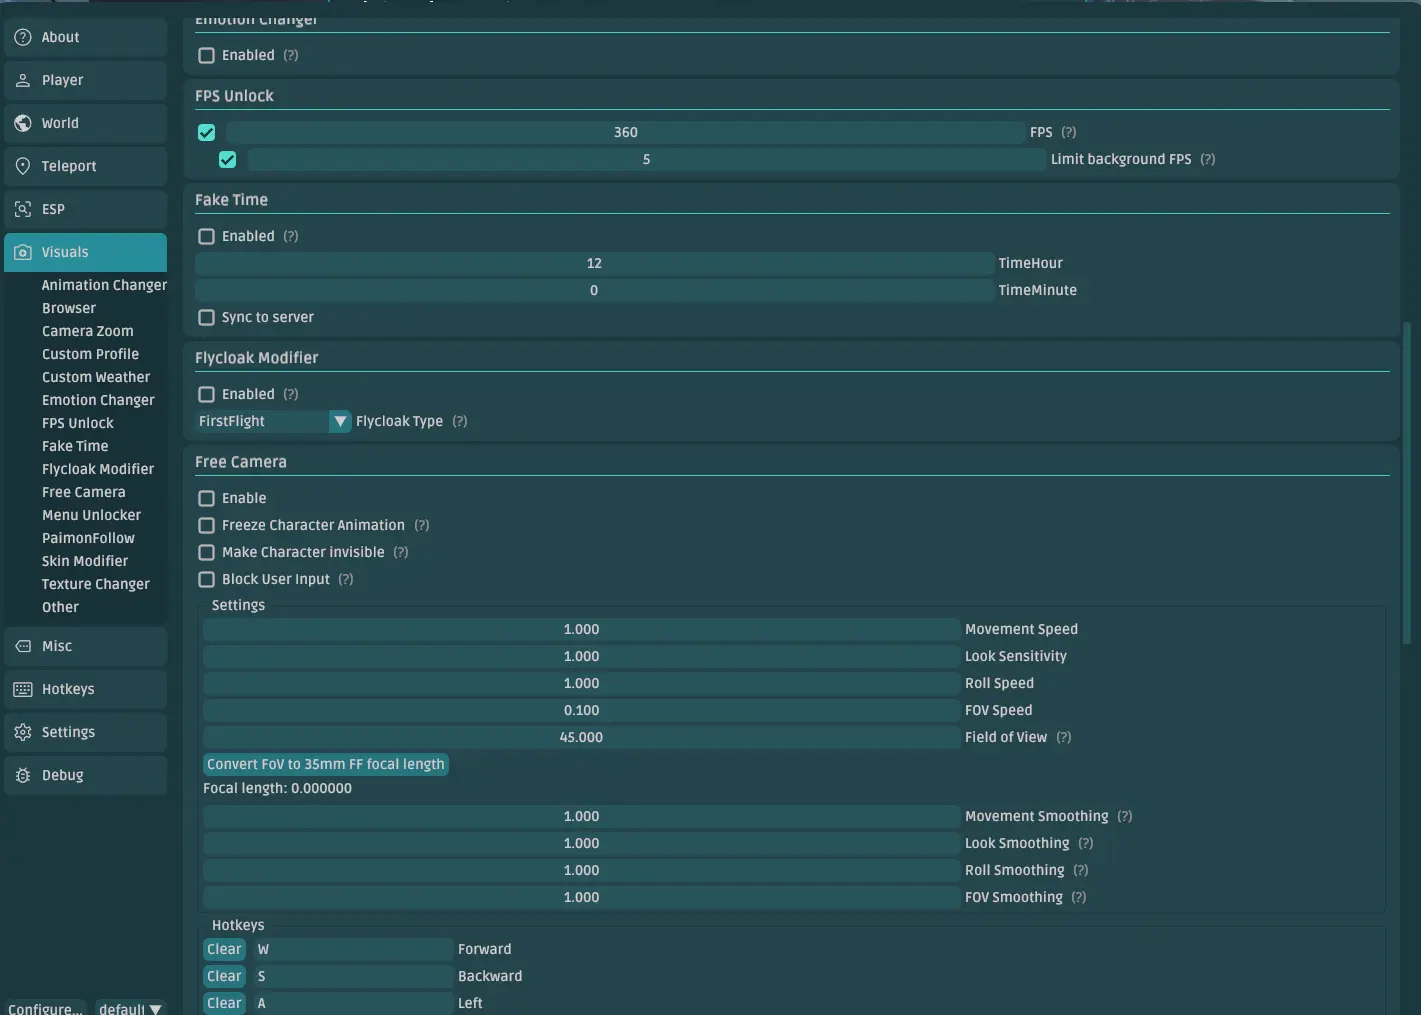 About
Player
World
Teleport
ESP
Visuals
Animation Changer
Browser
Camera Zoom
Custom Profile
Custom Weather
Emotion Changer
FPS Unlock
Fake Time
Flycloak Modifier
Free Camera
Menu Unlocker
PaimonFollow
Skin Modifier
Texture Changer
Other
Misc
Hotkeys
Settings
Debug
Configure...
default
Emotion Changer
Enabled (?)
FPS Unlock
360 FPS (?)
5 Limit background FPS (?)
Fake Time
Enabled (?)
12 TimeHour
0 TimeMinute
Sync to server
Flycloak Modifier
Enabled (?)
FirstFlight Flycloak Type (?)
Free Camera
Enable
Freeze Character Animation (?)
Make Character invisible (?)
Block User Input (?)
Settings
1.000 Movement Speed
1.000 Look Sensitivity
1.000 Roll Speed
0.100 FOV Speed
45.000 Field of View (?)
Convert FoV to 35mm FF focal length
Focal length: 0.000000
1.000 Movement Smoothing (?)
1.000 Look Smoothing (?)
1.000 Roll Smoothing (?)
1.000 FOV Smoothing (?)
Hotkeys
Clear W Forward
Clear S Backward
Clear A Left